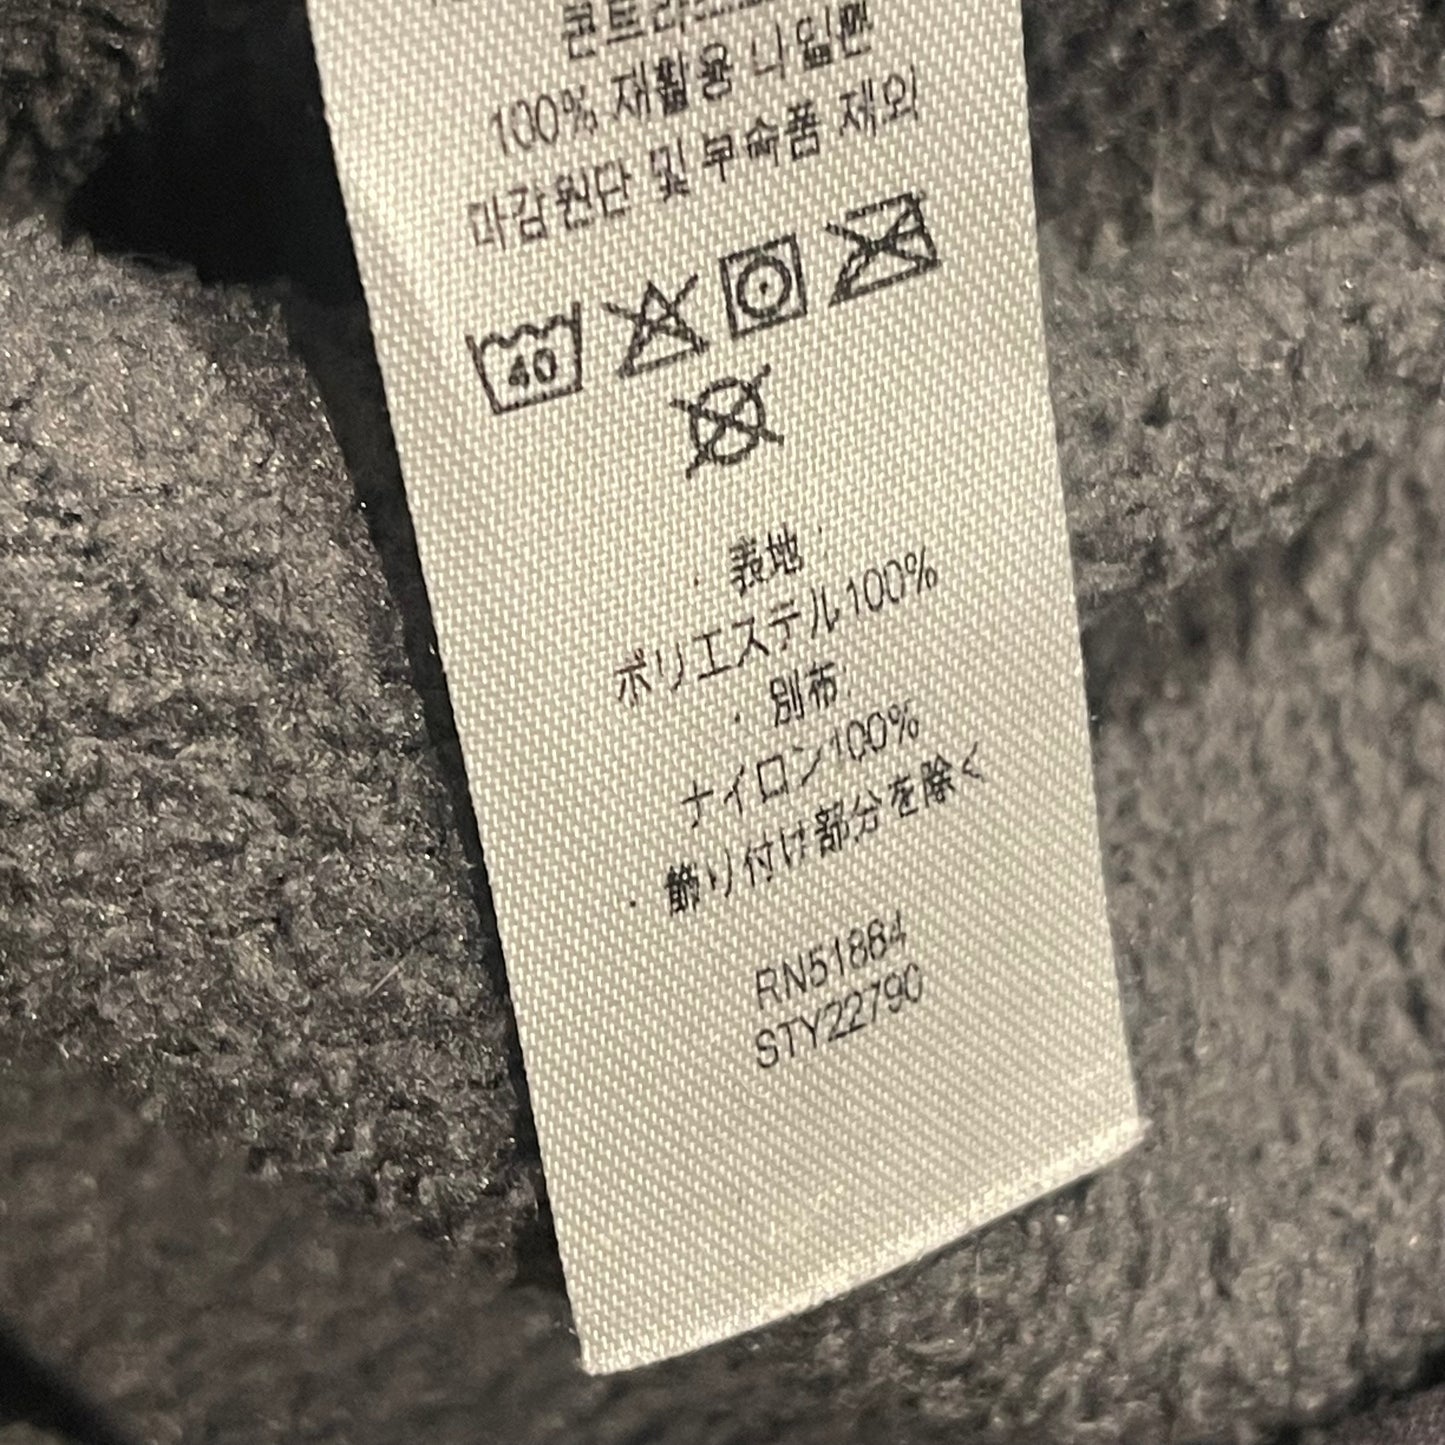 100% 재활용 나일론
마감원단 및 부속품 제외
40
・表地:
ポリエステル100%
・別布:
ナイロン100%
・飾り付け部分を除く
RN51884
STY22790